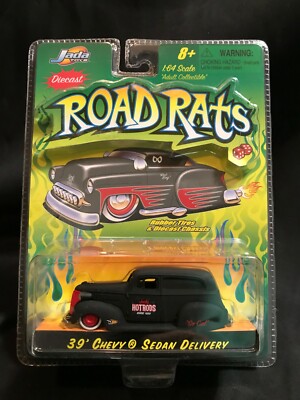 Jada
TOYS
Diecast
8+
WARNING:
1:64 Scale
"Adult Collectible"
ROAD RATS
Rubber Tires
& Diecast Chassis
HOTRODS
39' CHEVY ® SEDAN DELIVERY